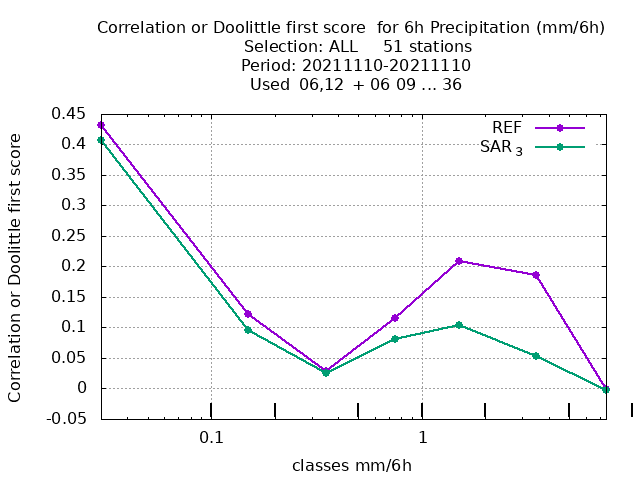 Correlation or Doolittle first score  for 6h Precipitation (mm/6h)
Selection: ALL     51 stations
Period: 20211110-20211110
Used  06,12  + 06 09 ... 36
REF
SAR 3
0.45
0.4
0.35
0.3
0.25
0.2
0.15
0.1
0.05
0
-0.05
Correlation or Doolittle first score
0.1
1
classes mm/6h